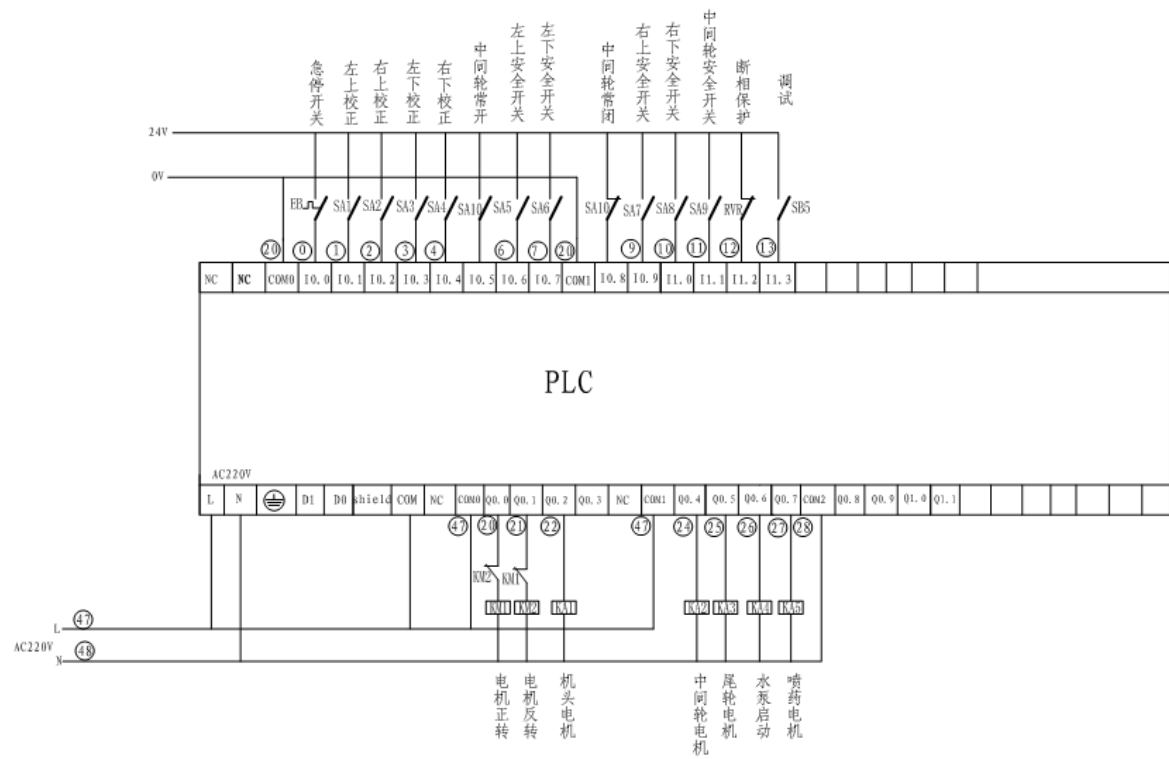 急停开关
左上校正
右上校正
左下校正
右下校正
中间轮常开
左上安全开关
左下安全开关
中间轮常闭
右上安全开关
右下安全开关
中间轮安全开关
断相保护
调试
24V
0V
EB SA1 SA2 SA3 SA4 SA10 SA5 SA6 SA10 SA7 SA8 SA9 RVR SB5
20 0 1 2 3 4 6 7 20 9 10 11 12 13
NC NC COM0 I0.0 I0.1 I0.2 I0.3 I0.4 I0.5 I0.6 I0.7 COM1 I0.8 I0.9 I1.0 I1.1 I1.2 I1.3
PLC
AC220V
L N D1 D0 shield COM NC COM0 Q0.0 Q0.1 Q0.2 Q0.3 NC COM1 Q0.4 Q0.5 Q0.6 Q0.7 COM2 Q0.8 Q0.9 Q1.0 Q1.1
47 20 21 22 47 24 25 26 27 28
KM2 KM1
KM1 KM2 KA1 KA2 KA3 KA4 KA5
47
L
AC220V
48
N
电机正转
电机反转
机头电机
中间轮电机
尾轮电机
水泵启动
喷药电机